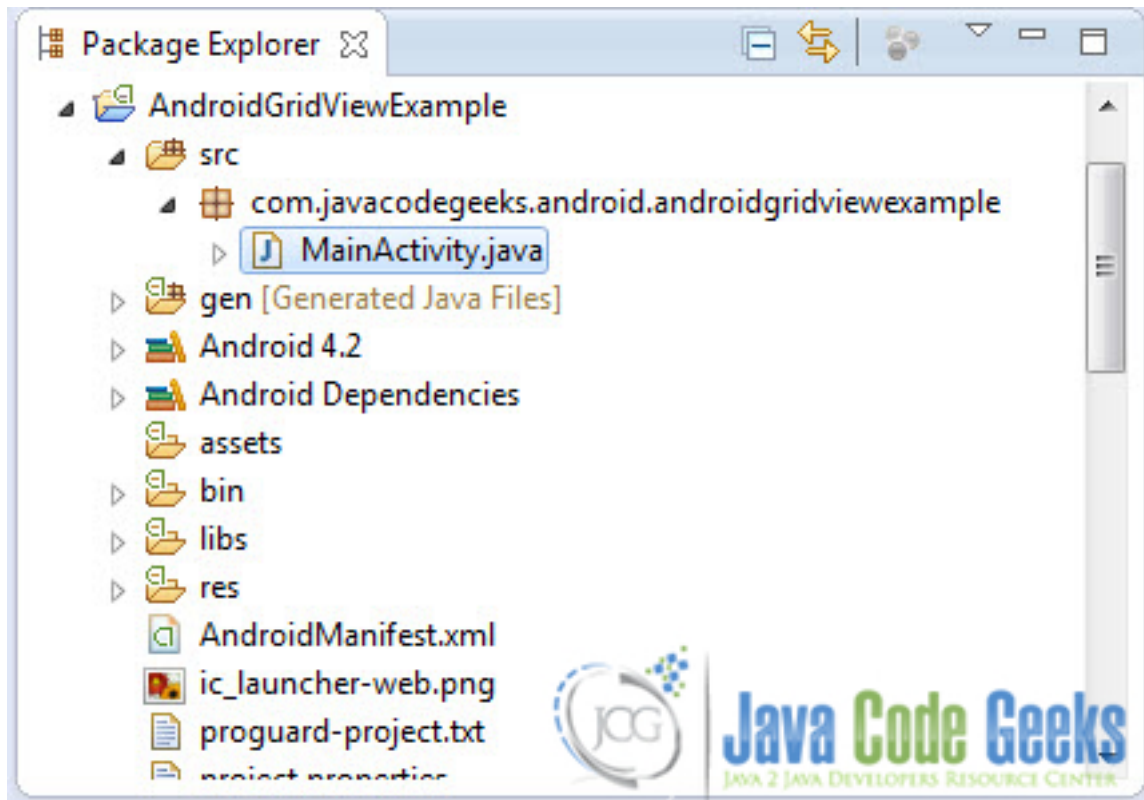 Package Explorer
AndroidGridViewExample
src
com.javacodegeeks.android.androidgridviewexample
MainActivity.java
gen [Generated Java Files]
Android 4.2
Android Dependencies
assets
bin
libs
res
AndroidManifest.xml
ic_launcher-web.png
proguard-project.txt
project.properties
JCG
Java Code Geeks
JAVA 2 JAVA DEVELOPERS RESOURCE CENTER